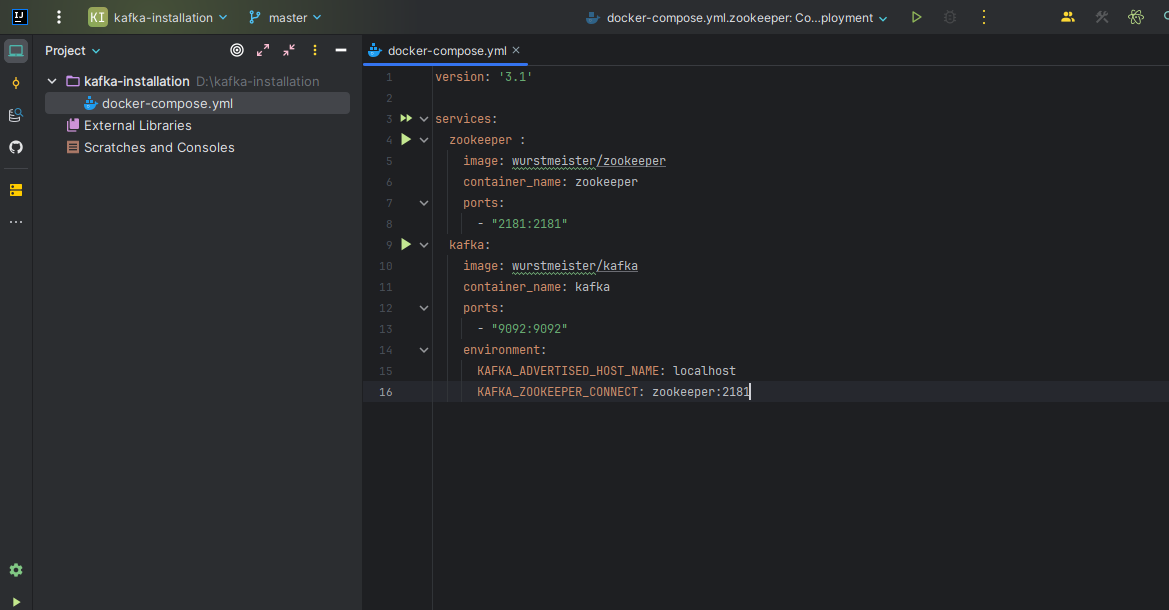 IJ
KI kafka-installation master docker-compose.yml.zookeeper: Co...ployment
Project
docker-compose.yml
kafka-installation D:\kafka-installation
docker-compose.yml
External Libraries
Scratches and Consoles
1 version: '3.1'
2
3 services:
4 zookeeper :
5 image: wurstmeister/zookeeper
6 container_name: zookeeper
7 ports:
8 - "2181:2181"
9 kafka:
10 image: wurstmeister/kafka
11 container_name: kafka
12 ports:
13 - "9092:9092"
14 environment:
15 KAFKA_ADVERTISED_HOST_NAME: localhost
16 KAFKA_ZOOKEEPER_CONNECT: zookeeper:2181